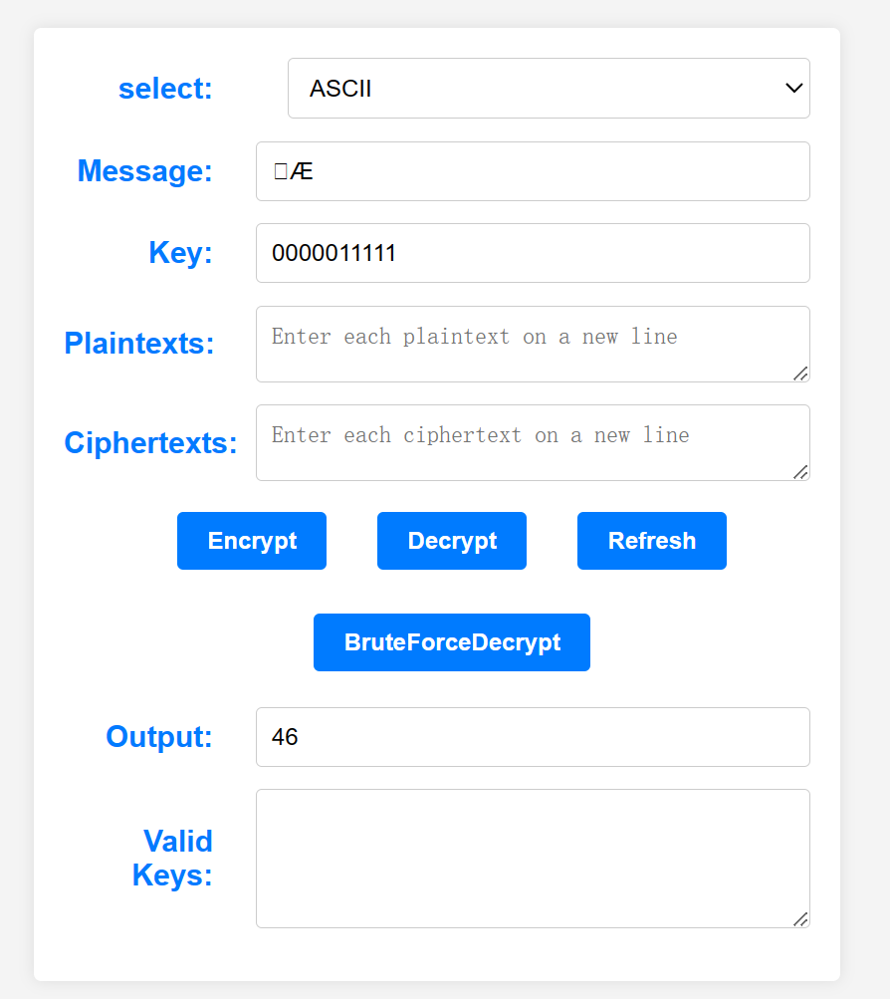 select: ASCII
Message: Æ
Key: 0000011111
Plaintexts: Enter each plaintext on a new line
Ciphertexts: Enter each ciphertext on a new line
Encrypt Decrypt Refresh
BruteForceDecrypt
Output: 46
Valid
Keys: